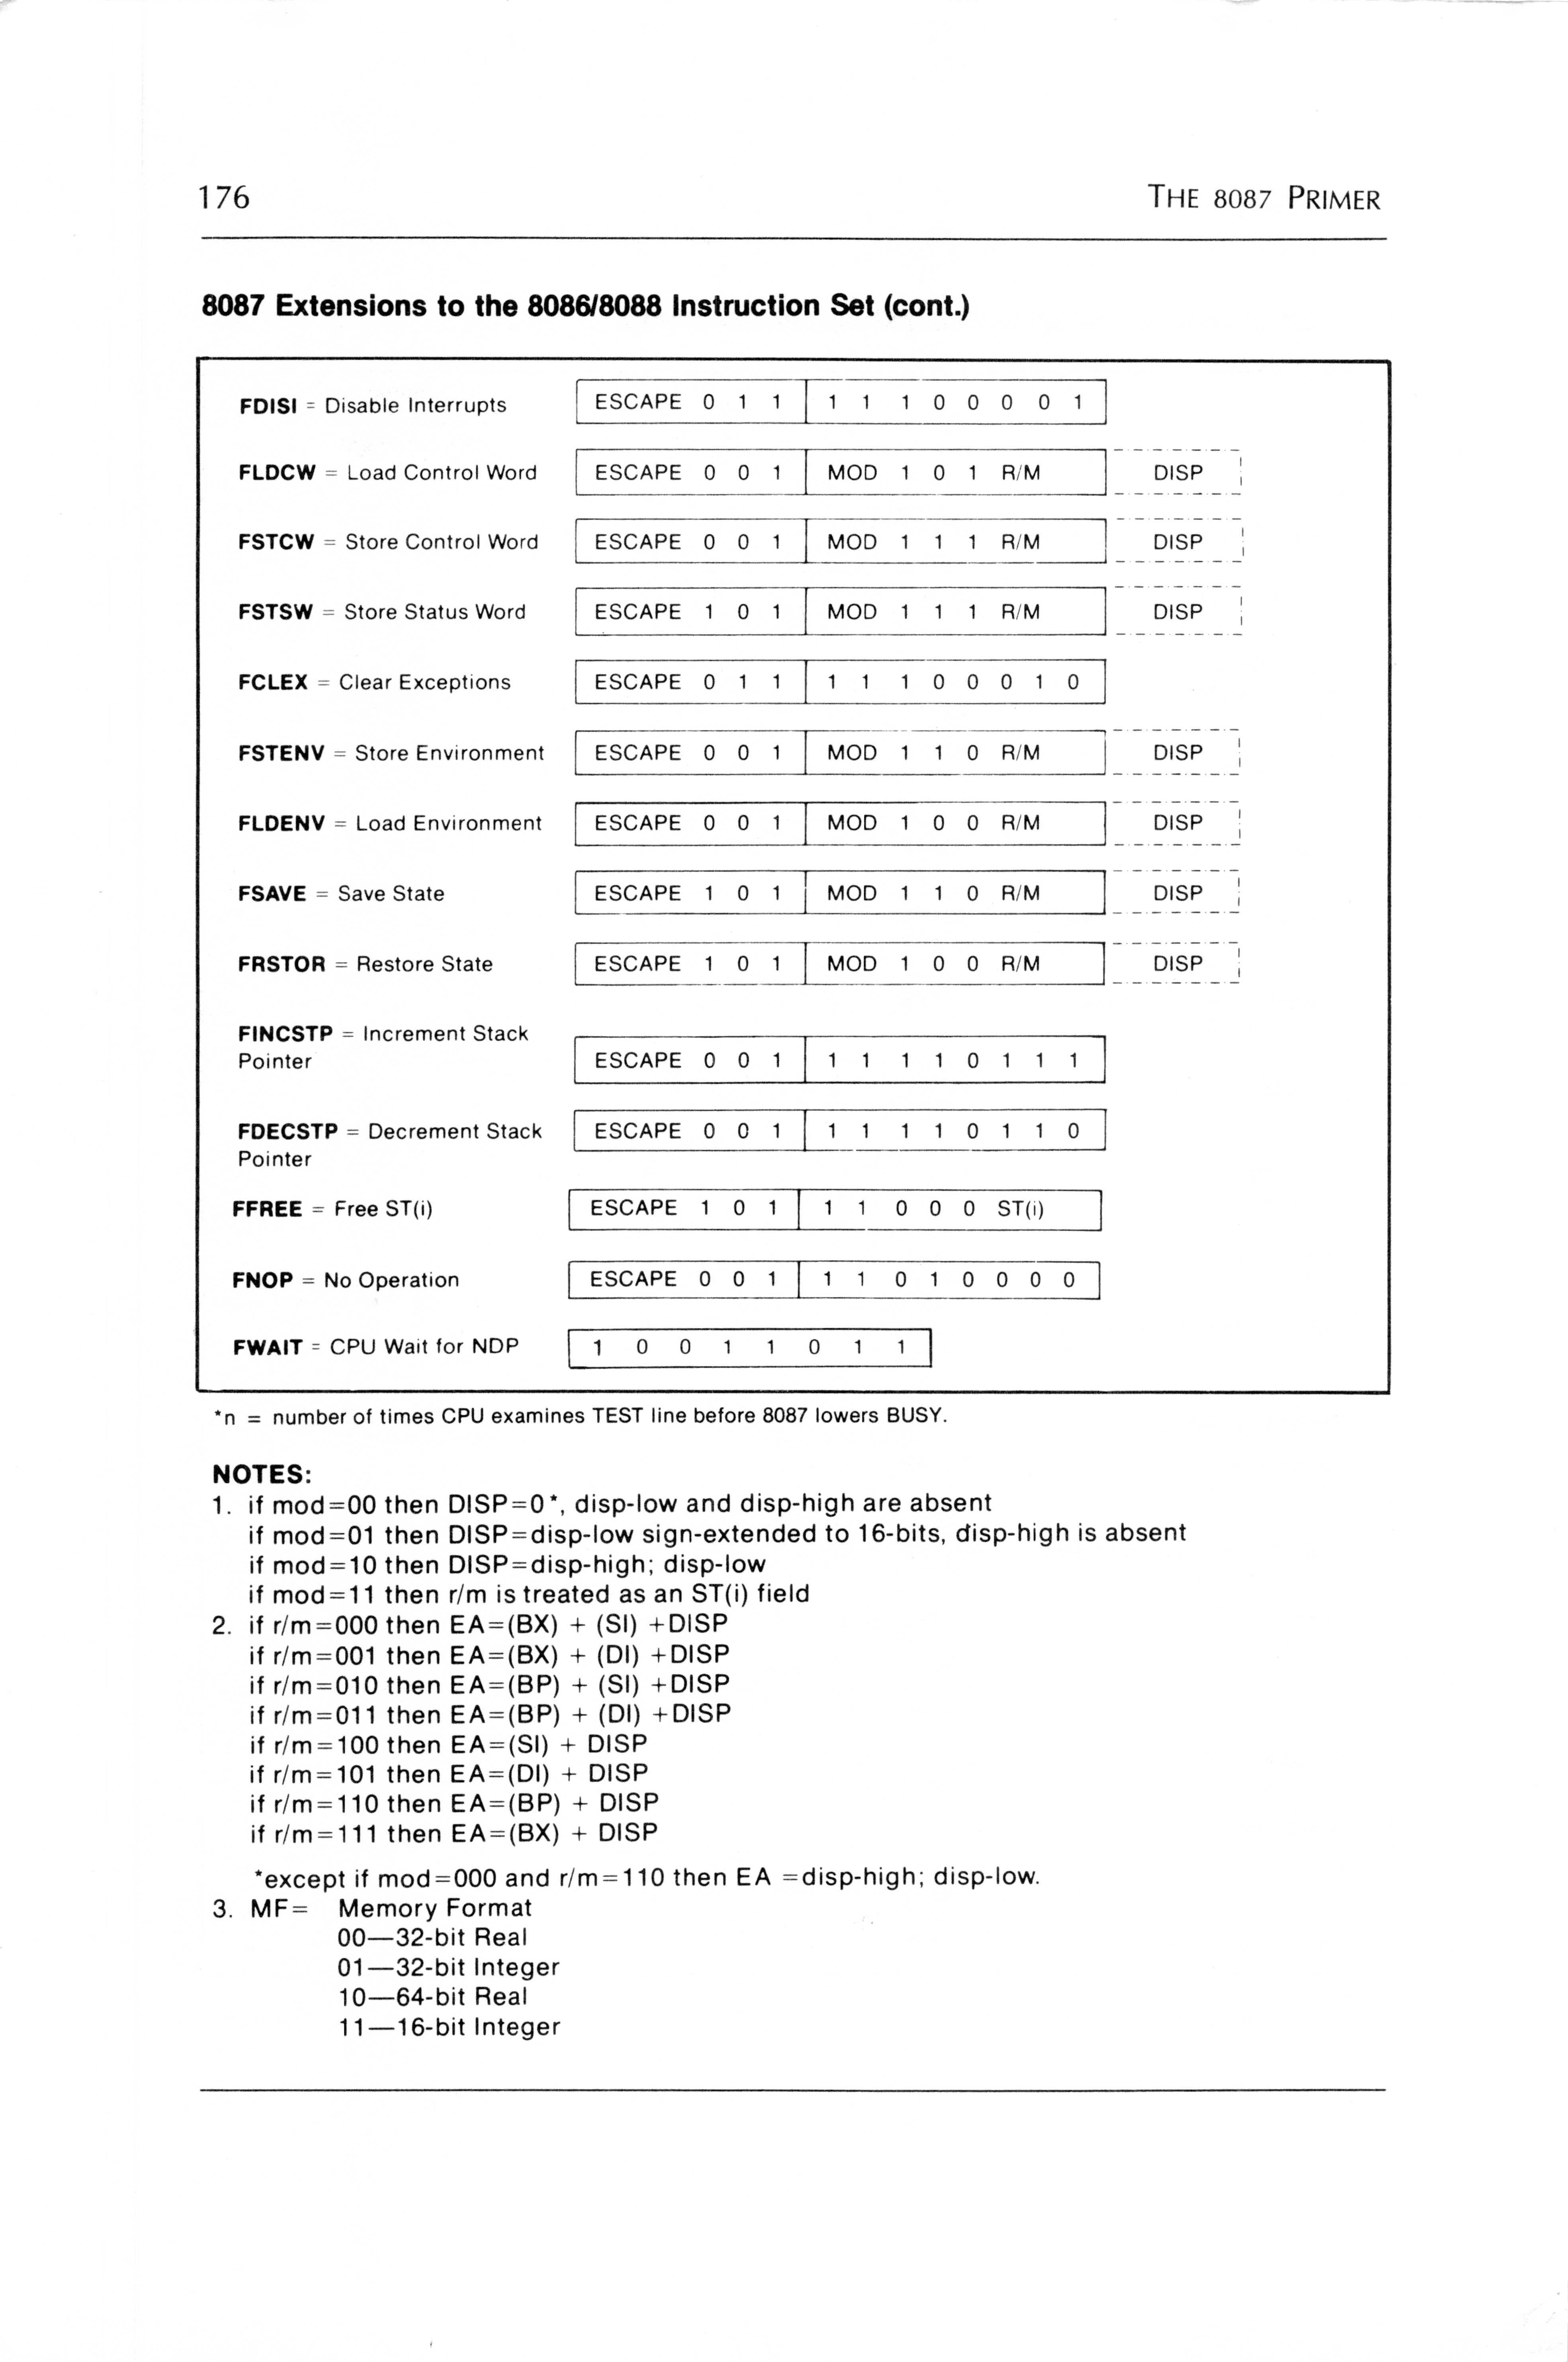 176 THE 8087 PRIMER
8087 Extensions to the 8086/8088 Instruction Set (cont.)
FDISI = Disable Interrupts ESCAPE 0 1 1 1 1 1 0 0 0 0 1
FLDCW = Load Control Word ESCAPE 0 0 1 MOD 1 0 1 R/M DISP
FSTCW = Store Control Word ESCAPE 0 0 1 MOD 1 1 1 R/M DISP
FSTSW = Store Status Word ESCAPE 1 0 1 MOD 1 1 1 R/M DISP
FCLEX = Clear Exceptions ESCAPE 0 1 1 1 1 1 0 0 0 1 0
FSTENV = Store Environment ESCAPE 0 0 1 MOD 1 1 0 R/M DISP
FLDENV = Load Environment ESCAPE 0 0 1 MOD 1 0 0 R/M DISP
FSAVE = Save State ESCAPE 1 0 1 MOD 1 1 0 R/M DISP
FRSTOR = Restore State ESCAPE 1 0 1 MOD 1 0 0 R/M DISP
FINCSTP = Increment Stack
Pointer ESCAPE 0 0 1 1 1 1 1 0 1 1 1
FDECSTP = Decrement Stack ESCAPE 0 0 1 1 1 1 1 0 1 1 0
Pointer
FFREE = Free ST(i) ESCAPE 1 0 1 1 1 0 0 0 ST(i)
FNOP = No Operation ESCAPE 0 0 1 1 1 0 1 0 0 0 0
FWAIT = CPU Wait for NDP 1 0 0 1 1 0 1 1
*n = number of times CPU examines TEST line before 8087 lowers BUSY.
NOTES:
1. if mod=00 then DISP=0*, disp-low and disp-high are absent
if mod=01 then DISP=disp-low sign-extended to 16-bits, disp-high is absent
if mod=10 then DISP=disp-high; disp-low
if mod=11 then r/m is treated as an ST(i) field
2. if r/m=000 then EA=(BX) + (SI) +DISP
if r/m=001 then EA=(BX) + (DI) +DISP
if r/m=010 then EA=(BP) + (SI) +DISP
if r/m=011 then EA=(BP) + (DI) +DISP
if r/m=100 then EA=(SI) + DISP
if r/m=101 then EA=(DI) + DISP
if r/m=110 then EA=(BP) + DISP
if r/m=111 then EA=(BX) + DISP
*except if mod=000 and r/m=110 then EA =disp-high; disp-low.
3. MF= Memory Format
00—32-bit Real
01—32-bit Integer
10—64-bit Real
11—16-bit Integer